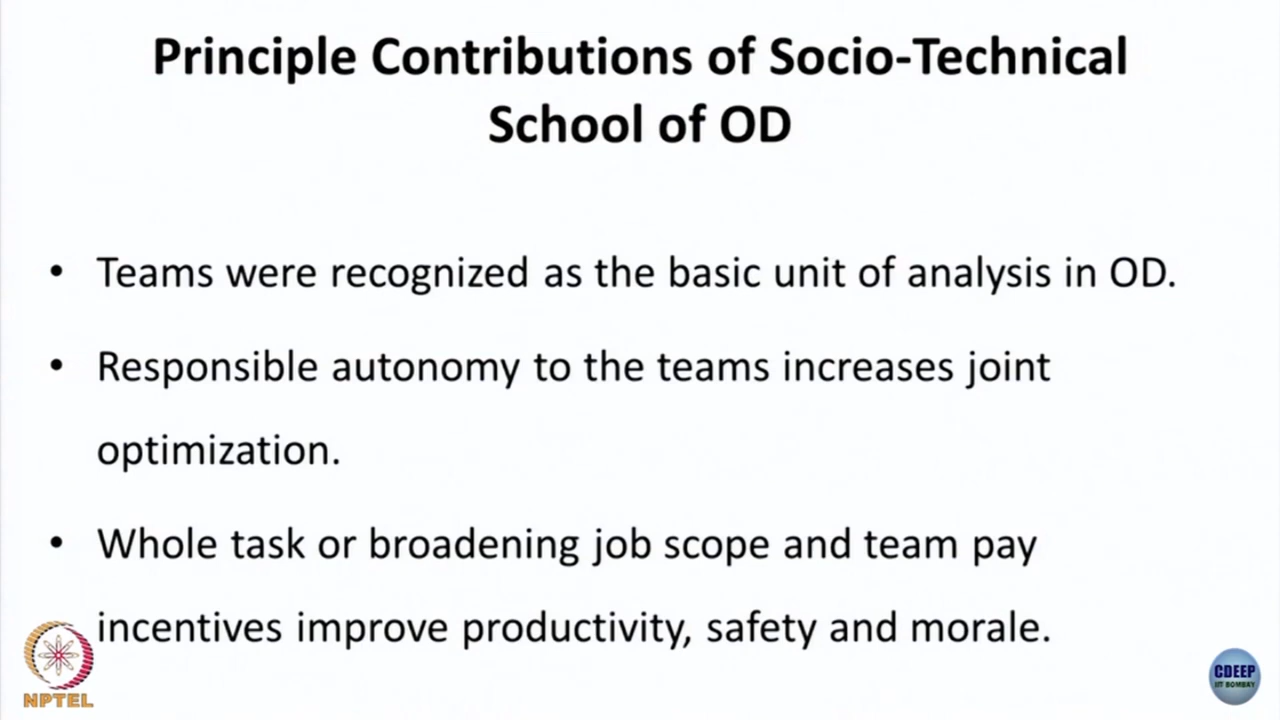 Principle Contributions of Socio-Technical
School of OD
• Teams were recognized as the basic unit of analysis in OD.
• Responsible autonomy to the teams increases joint
optimization.
• Whole task or broadening job scope and team pay
incentives improve productivity, safety and morale.
NPTEL
CDEEP
IIT BOMBAY